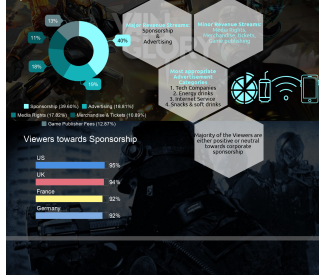 13%
11%
18%
19%
40%
Major Revenue Streams
Sponsorship
&
Advertising
Minor Revenue Streams
Media Rights,
Merchandise, tickets,
Game publishing
Most appropriate
Advertisement
Categories
1. Tech Companies
2. Energy drinks
3. Internet Service
4. Snacks & soft drinks
Sponsorship (39.60%) Advertising (18.81%)
Media Rights (17.82%) Merchandise & Tickets (10.89%)
Game Publisher Fees (12.87%)
Viewers towards Sponsorship
US
95%
UK
94%
France
92%
Germany
92%
Majority of the Viewers are
either positive or neutral
towards corporate
sponsorship